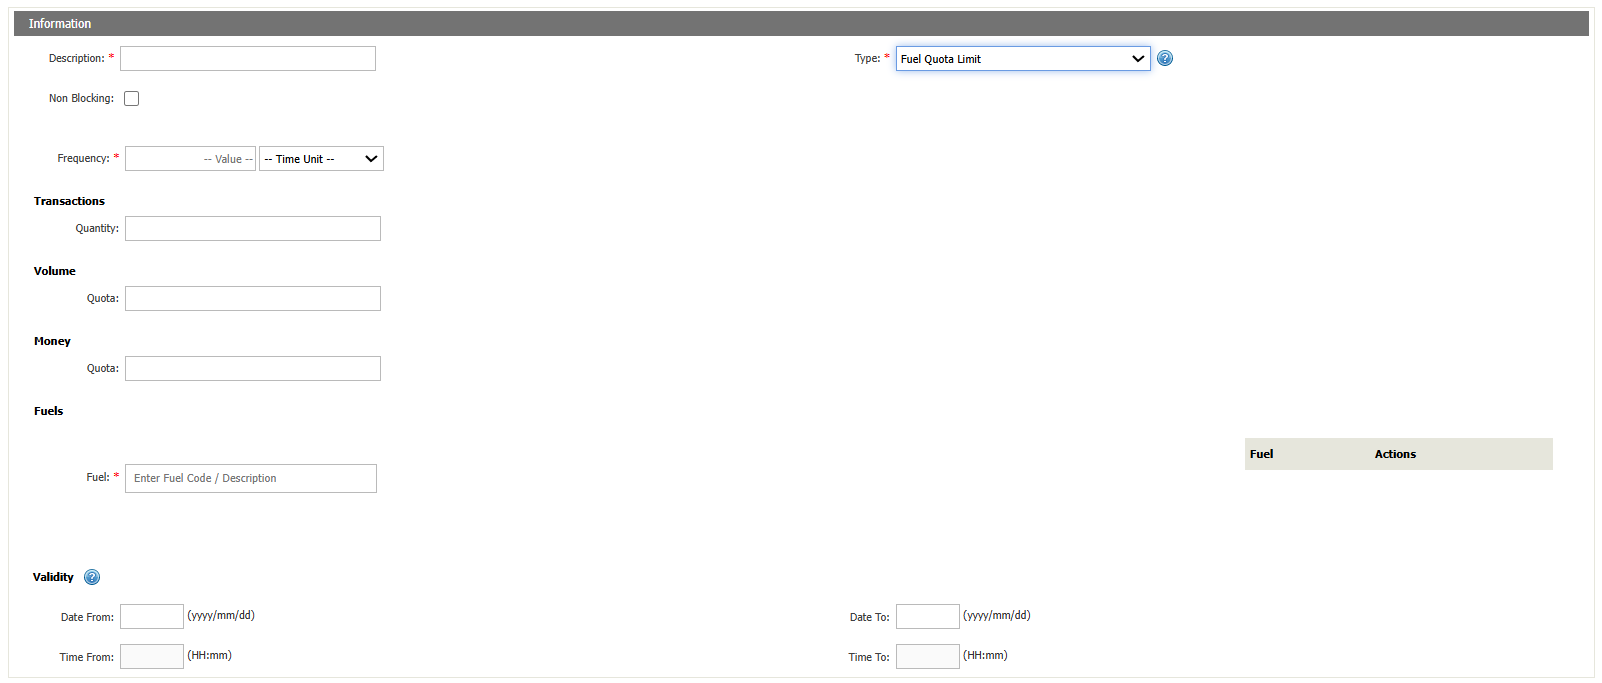 Information
Description: *
Type: * Fuel Quota Limit ?
Non Blocking:
Frequency: * -- Value -- -- Time Unit --
Transactions
Quantity:
Volume
Quota:
Money
Quota:
Fuels
Fuel Actions
Fuel: * Enter Fuel Code / Description
Validity ?
Date From: (yyyy/mm/dd)
Date To: (yyyy/mm/dd)
Time From: (HH:mm)
Time To: (HH:mm)